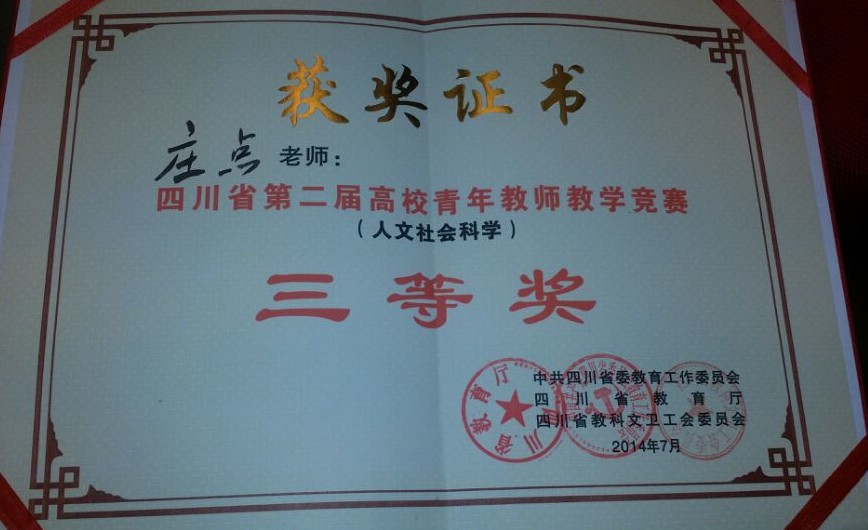 获奖证书
庄点 老师：
四川省第二届高校青年教师教学竞赛
（人文社会科学）
三等奖
中共四川省委教育工作委员会
四川省教育厅
四川省教科文卫工会委员会
2014年7月